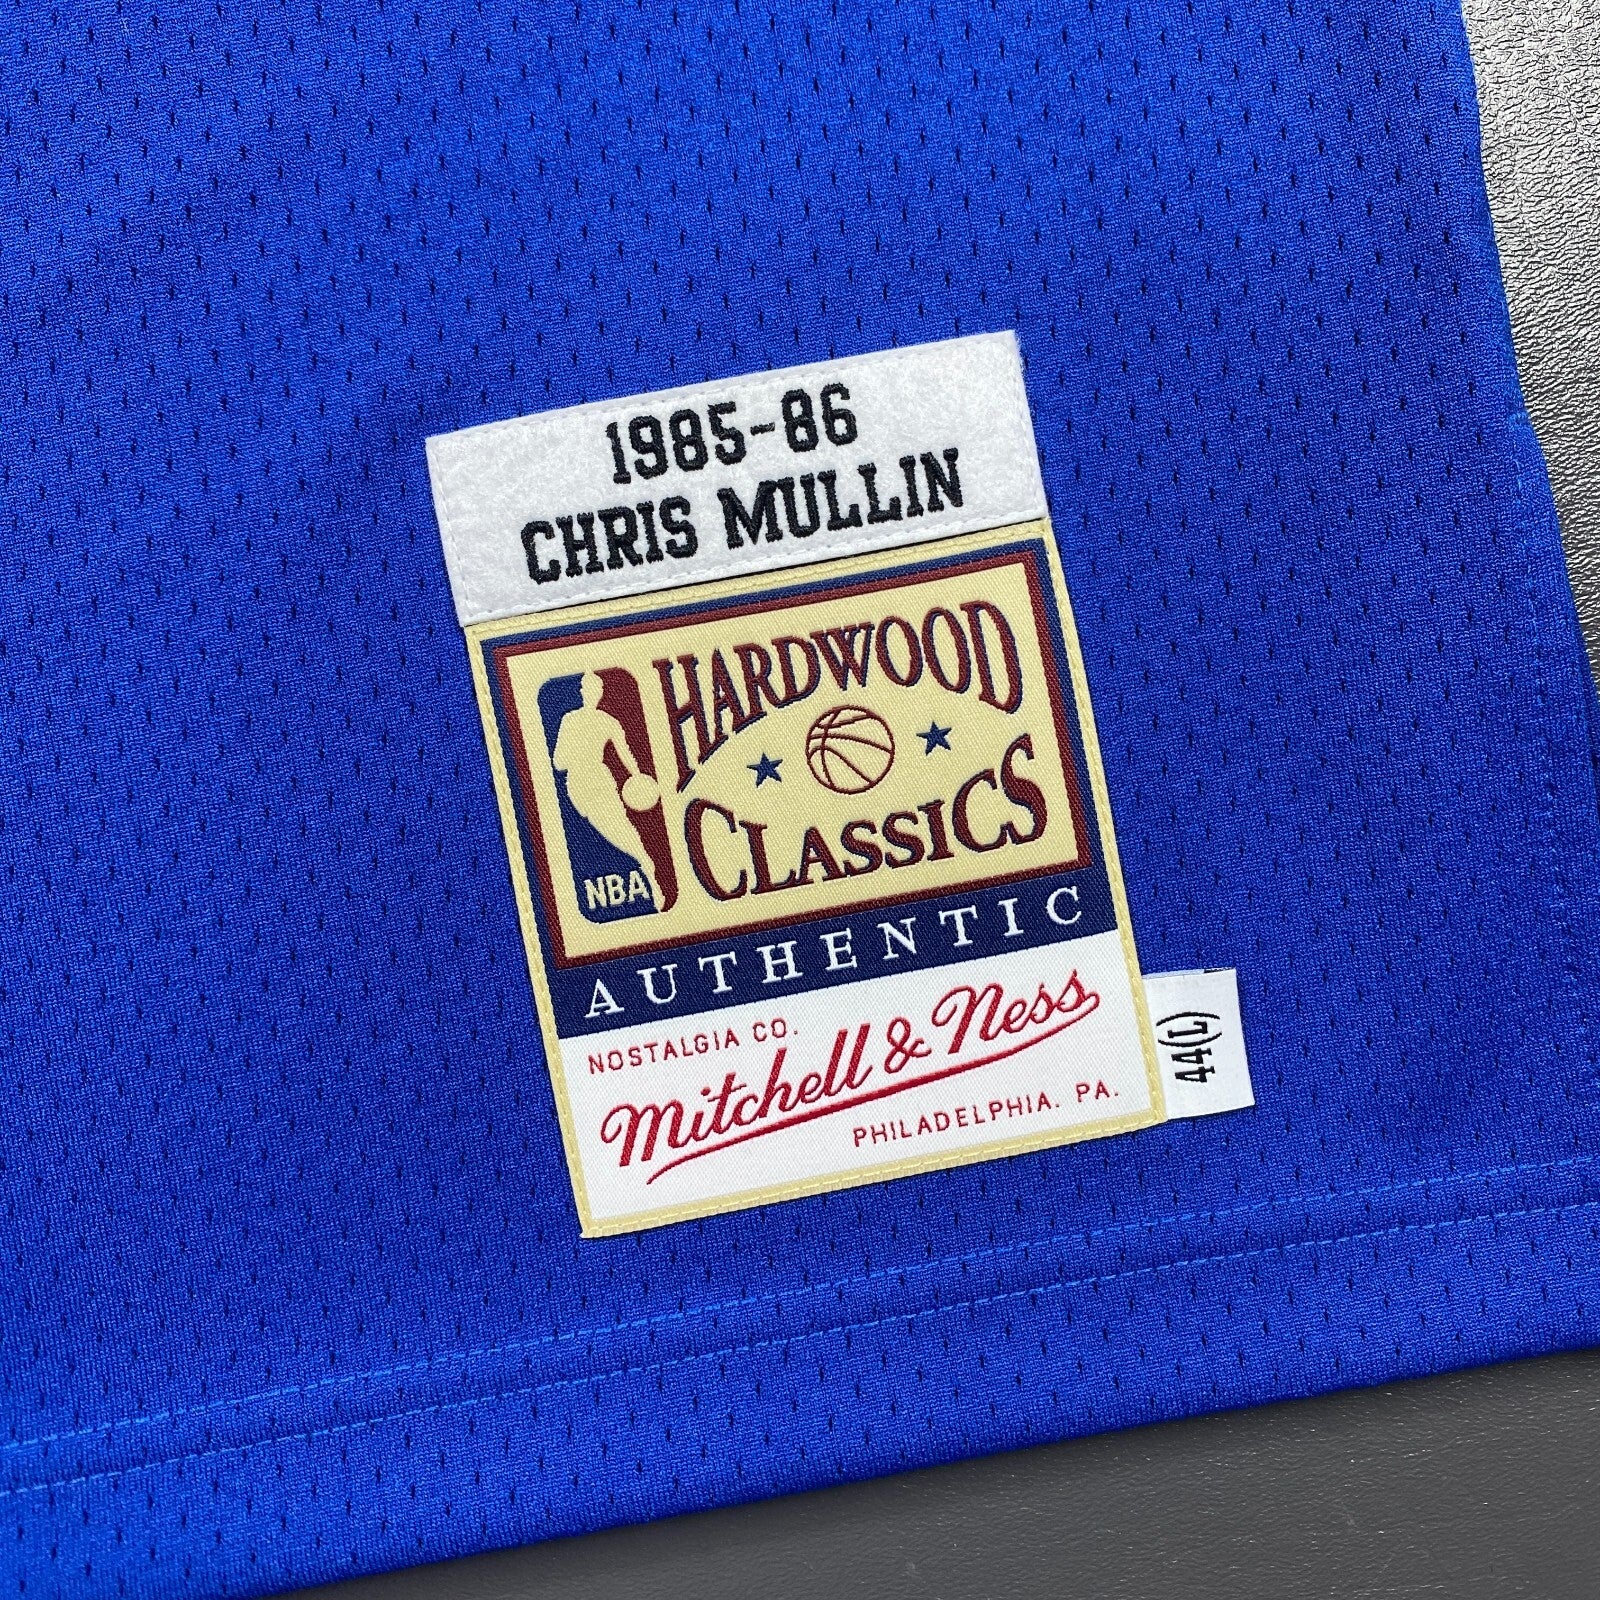 1985-86
CHRIS MULLIN
HARDWOOD
CLASSICS
NBA
AUTHENTIC
NOSTALGIA CO.
Mitchell & Ness
PHILADELPHIA. PA.
44(L)